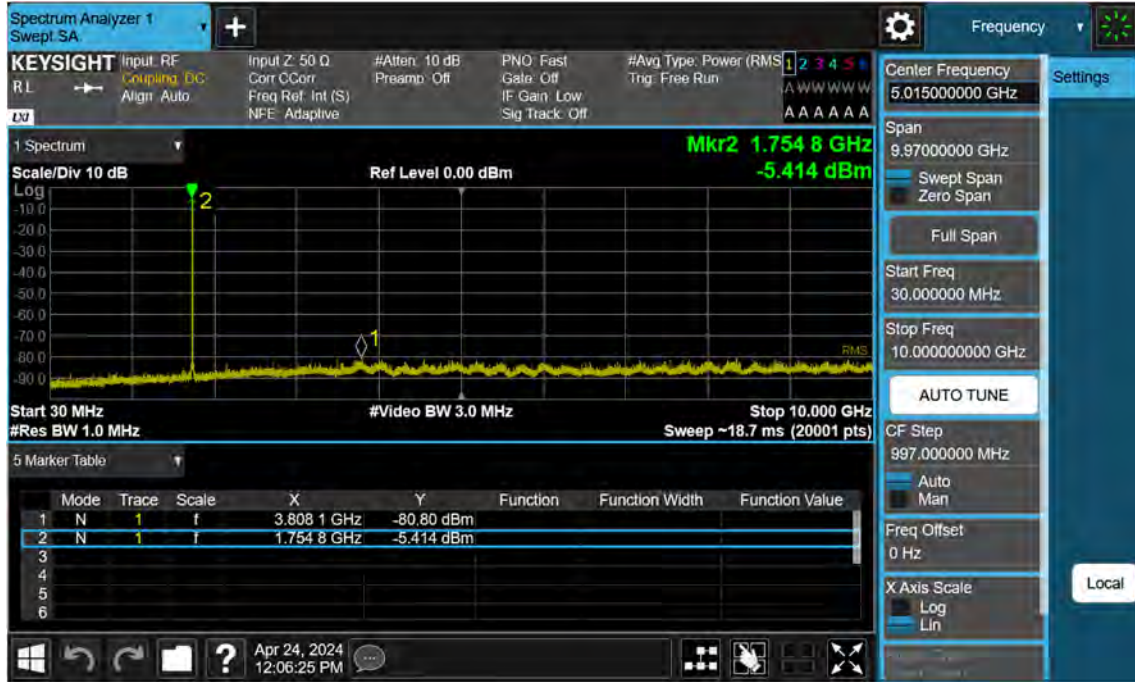 Spectrum Analyzer 1
Swept SA
+
Frequency
KEYSIGHT
RL
LXI
Input: RF
Coupling: DC
Align: Auto
Input Z: 50 Ω
Corr CCorr
Freq Ref: Int (S)
NFE: Adaptive
#Atten: 10 dB
Preamp: Off
PNO: Fast
Gate: Off
IF Gain: Low
Sig Track: Off
#Avg Type: Power (RMS
Trig: Free Run
1 2 3 4 5 6
A W W W W W
A A A A A A
1 Spectrum
Scale/Div 10 dB
Ref Level 0.00 dBm
Mkr2 1.754 8 GHz
-5.414 dBm
Log
-10.0
-20.0
-30.0
-40.0
-50.0
-60.0
-70.0
-80.0
-90.0
2
1
RMS
Start 30 MHz
#Video BW 3.0 MHz
Stop 10.000 GHz
#Res BW 1.0 MHz
Sweep ~18.7 ms (20001 pts)
5 Marker Table
Mode Trace Scale X Y Function Function Width Function Value
1 N 1 f 3.808 1 GHz -80.80 dBm
2 N 1 f 1.754 8 GHz -5.414 dBm
3
4
5
6
?
Apr 24, 2024
12:06:25 PM
Center Frequency
5.015000000 GHz
Settings
Span
9.97000000 GHz
Swept Span
Zero Span
Full Span
Start Freq
30.000000 MHz
Stop Freq
10.000000000 GHz
AUTO TUNE
CF Step
997.000000 MHz
Auto
Man
Freq Offset
0 Hz
X Axis Scale
Log
Lin
Local